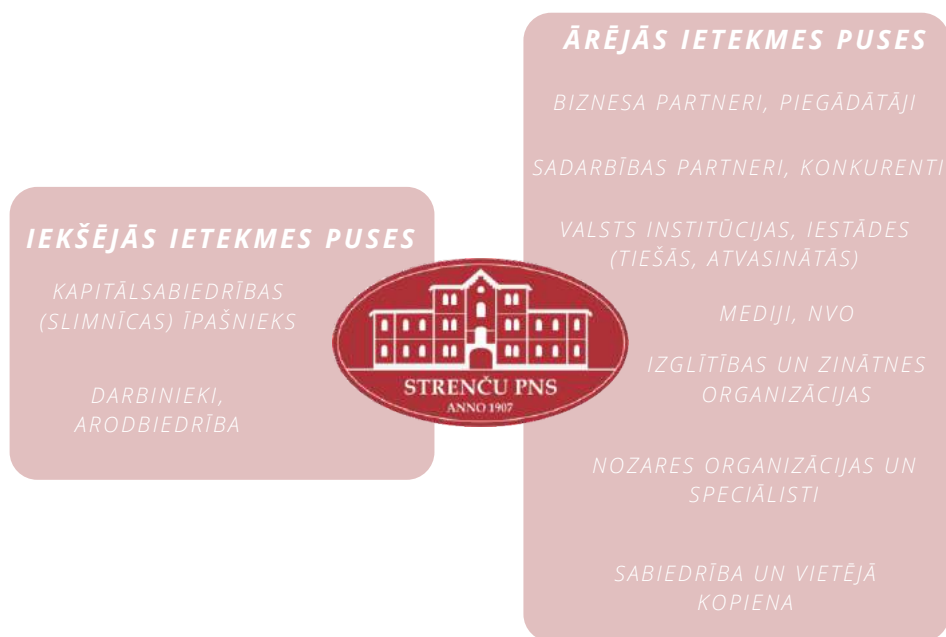 IEKŠĒJĀS IETEKMES PUSES
KAPITĀLSABIEDRĪBAS
(SLIMNĪCAS) ĪPAŠNIEKS
DARBINIEKI,
ARODBIEDRĪBA
STRENČU PNS
ANNO 1907
ĀRĒJĀS IETEKMES PUSES
BIZNESA PARTNERI, PIEGĀDĀTĀJI
SADARBĪBAS PARTNERI, KONKURENTI
VALSTS INSTITŪCIJAS, IESTĀDES
(TIEŠĀS, ATVASINĀTĀS)
MEDIJI, NVO
IZGLĪTĪBAS UN ZINĀTNES
ORGANIZĀCIJAS
NOZARES ORGANIZĀCIJAS UN
SPECIĀLISTI
SABIEDRĪBA UN VIETĒJĀ
KOPIENA